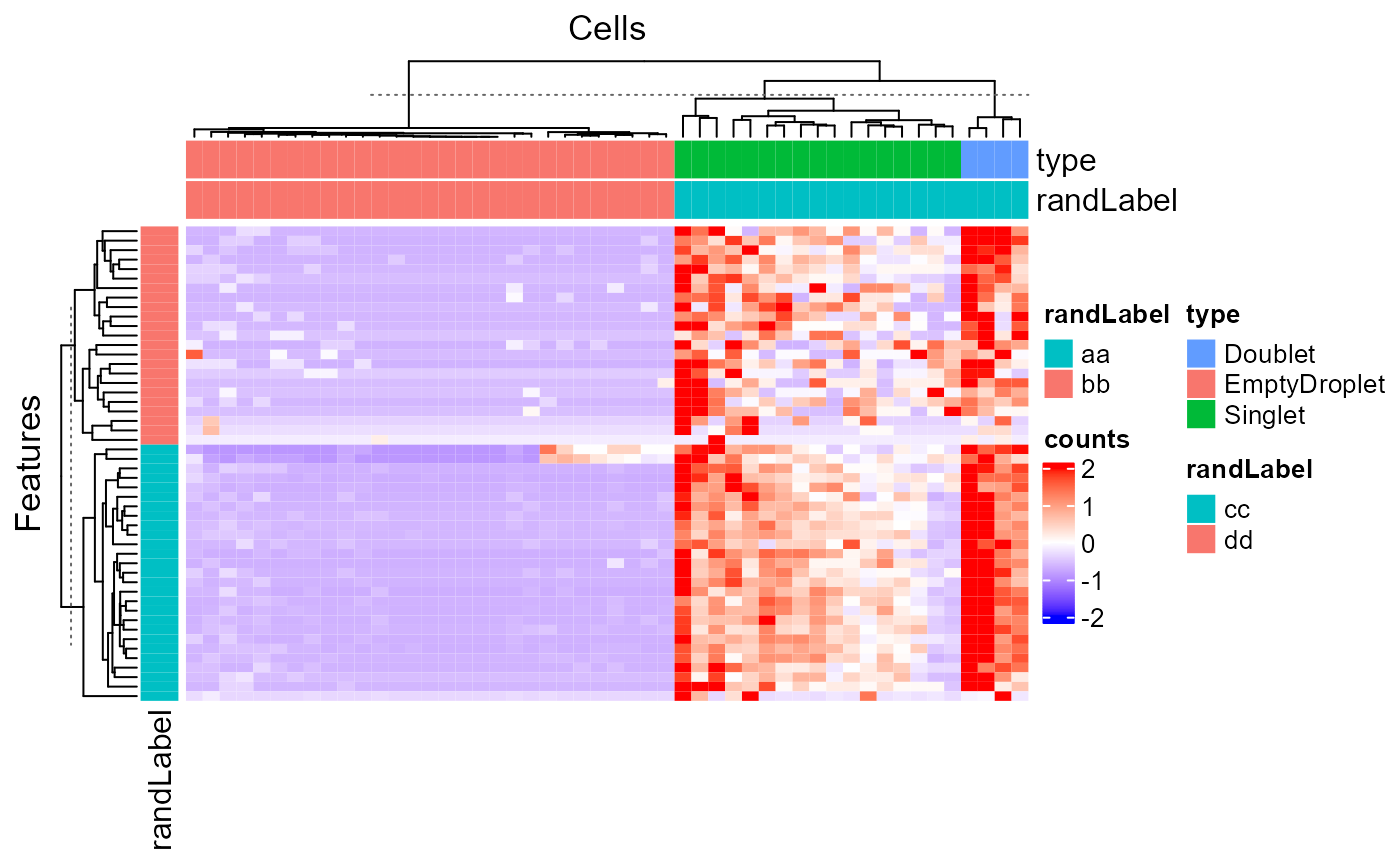 Cells
type
randLabel
Features
randLabel
randLabel
aa
bb
counts
2
1
0
-1
-2
type
Doublet
EmptyDroplet
Singlet
randLabel
cc
dd